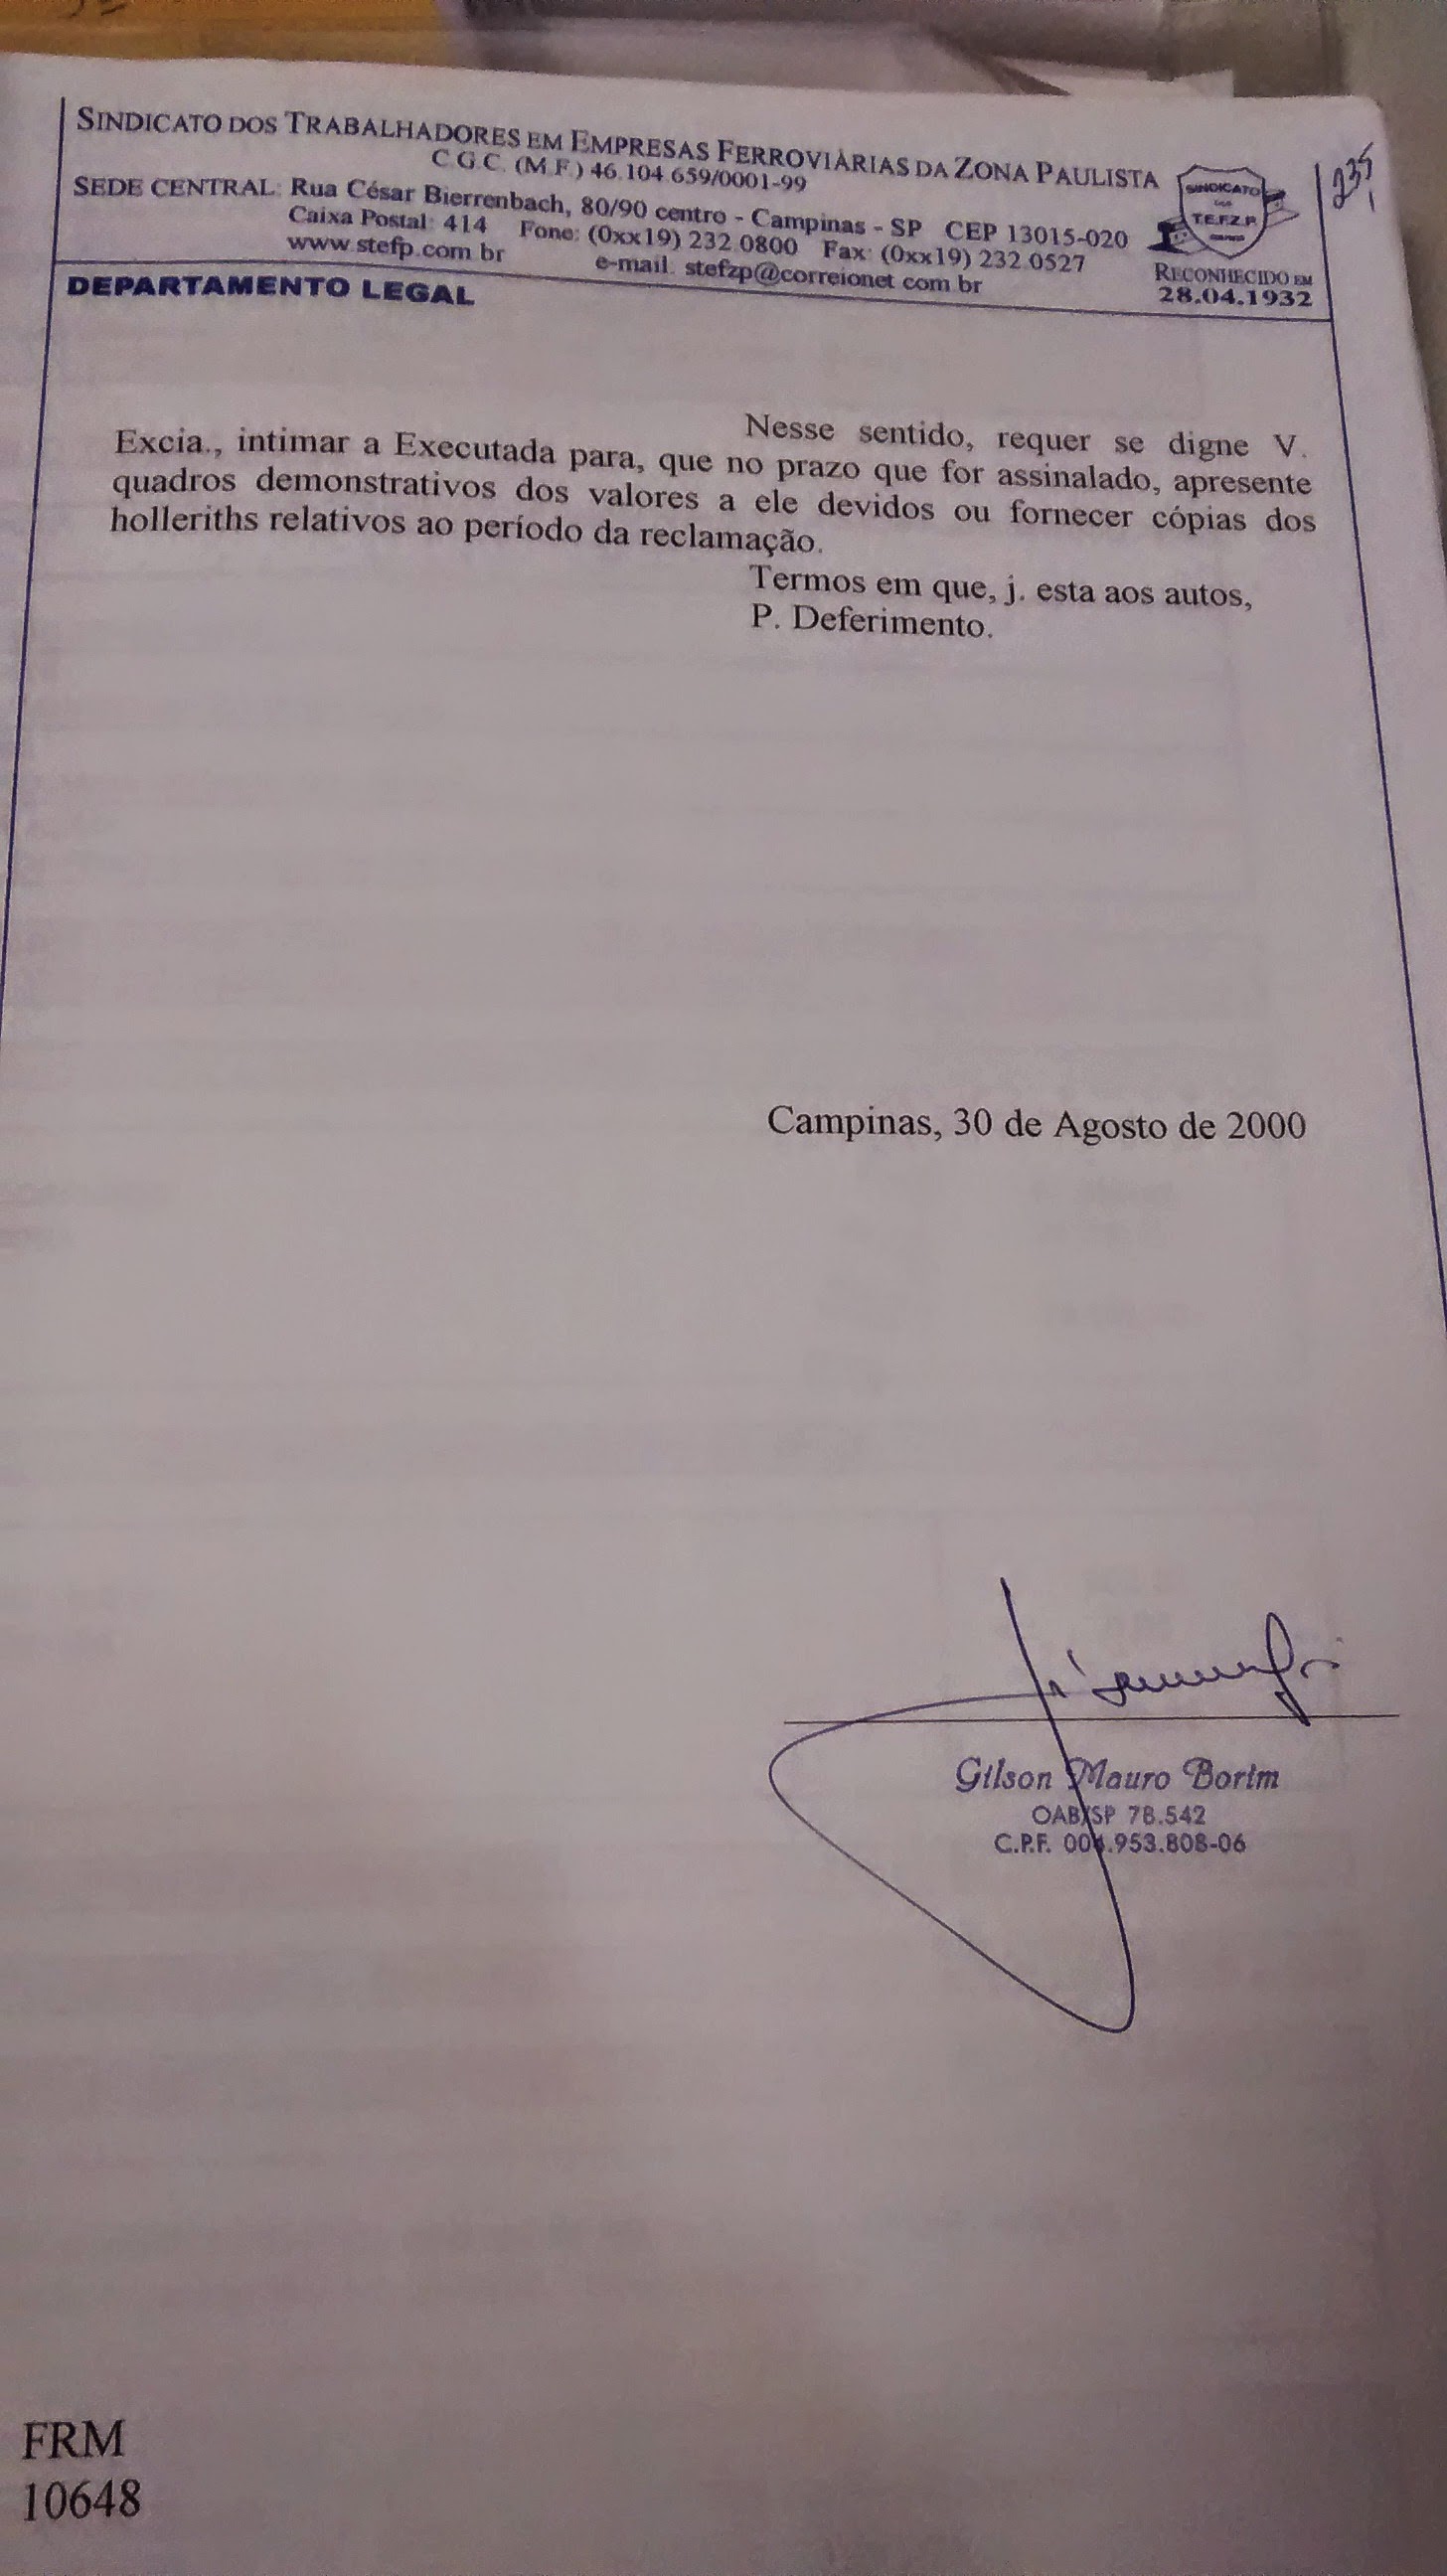 SINDICATO DOS TRABALHADORES EM EMPRESAS FERROVIÁRIAS DA ZONA PAULISTA
C.G.C. (M.F.) 46.104.659/0001-99
SEDE CENTRAL: Rua César Bierrenbach, 80/90 centro - Campinas - SP CEP 13015-020
Caixa Postal: 414 Fone: (0xx19) 232.0800 Fax: (0xx19) 232.0527
www.stefp.com.br e-mail: stefzp@correionet.com.br
SINDICATO
T.E.F.Z.P.
RECONHECIDO EM
28.04.1932
235
DEPARTAMENTO LEGAL
Nesse sentido, requer se digne V.
Excia., intimar a Executada para, que no prazo que for assinalado, apresente
quadros demonstrativos dos valores a ele devidos ou fornecer cópias dos
holleriths relativos ao período da reclamação.
Termos em que, j. esta aos autos,
P. Deferimento.
Campinas, 30 de Agosto de 2000
Gilson Mauro Borim
OAB/SP 78.542
C.P.F. 004.953.808-06
FRM
10648